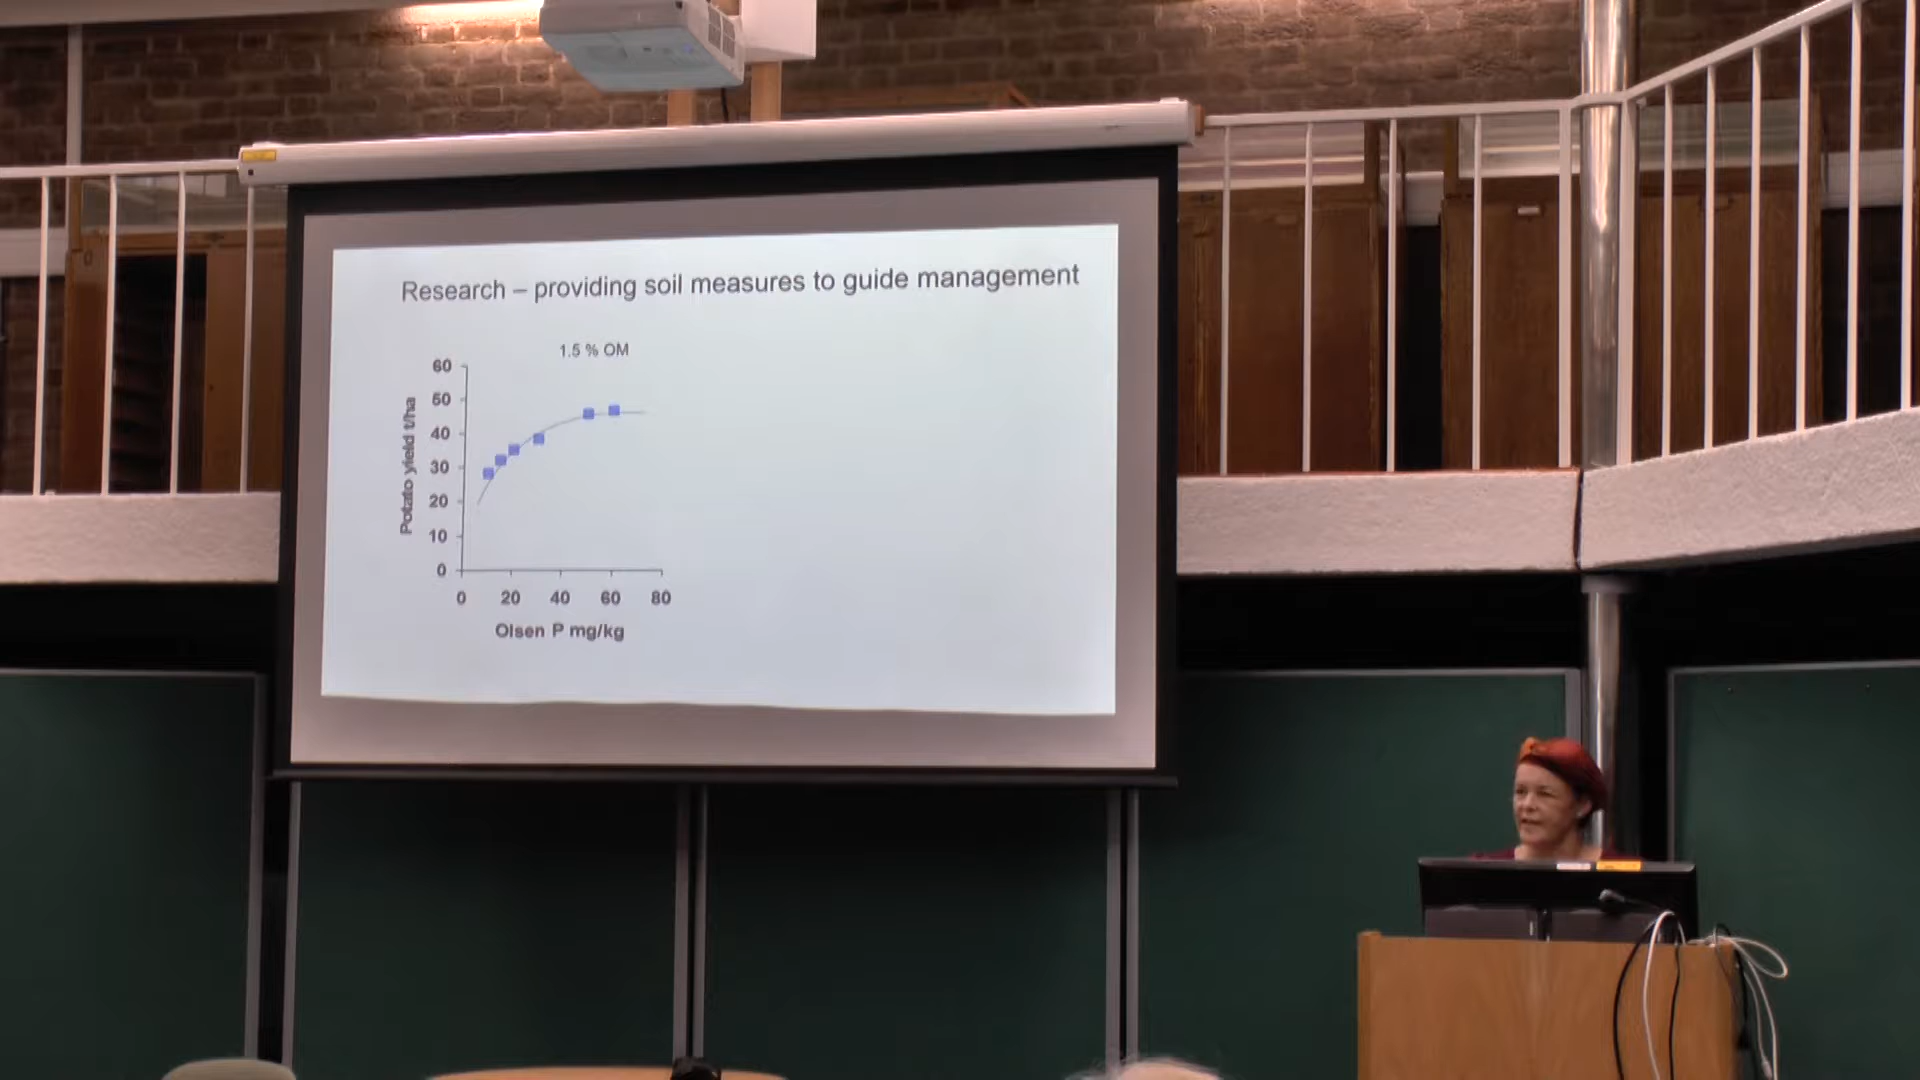 Research – providing soil measures to guide management
1.5 % OM
60
50
40
30
20
10
0
Potato yield t/ha
0 20 40 60 80
Olsen P mg/kg